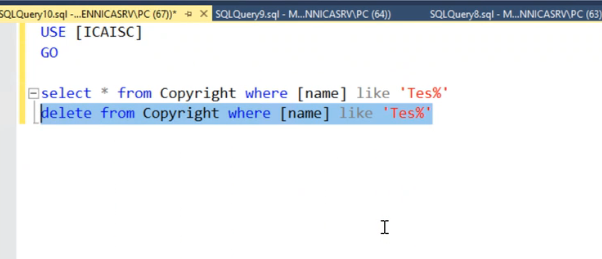 SQLQuery10.sql -...ENNICASRV\PC (67))* SQLQuery9.sql - M...NNICASRV\PC (64)) SQLQuery8.sql - M...NNICASRV\PC (63)
USE [ICAISC]
GO
select * from Copyright where [name] like 'Tes%'
delete from Copyright where [name] like 'Tes%'